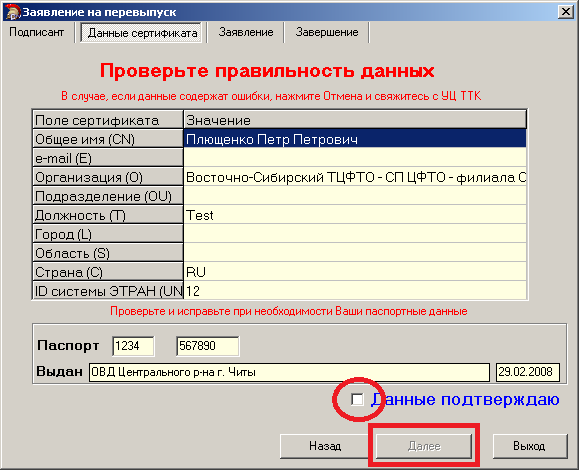 Заявление на перевыпуск
Подписант Данные сертификата Заявление Завершение
Проверьте правильность данных
В случае, если данные содержат ошибки, нажмите Отмена и свяжитесь с УЦ ТТК
Поле сертификата Значение
Общее имя (CN) Плющенко Петр Петрович
e-mail (E)
Организация (O) Восточно-Сибирский ТЦФТО - СП ЦФТО - филиала О
Подразделение (OU)
Должность (T) Test
Город (L)
Область (S)
Страна (C) RU
ID системы ЭТРАН (UN 12
Проверьте и исправьте при необходимости Ваши паспортные данные
Паспорт 1234 567890
Выдан ОВД Центрального р-на г. Читы 29.02.2008
Данные подтверждаю
Назад Далее Выход